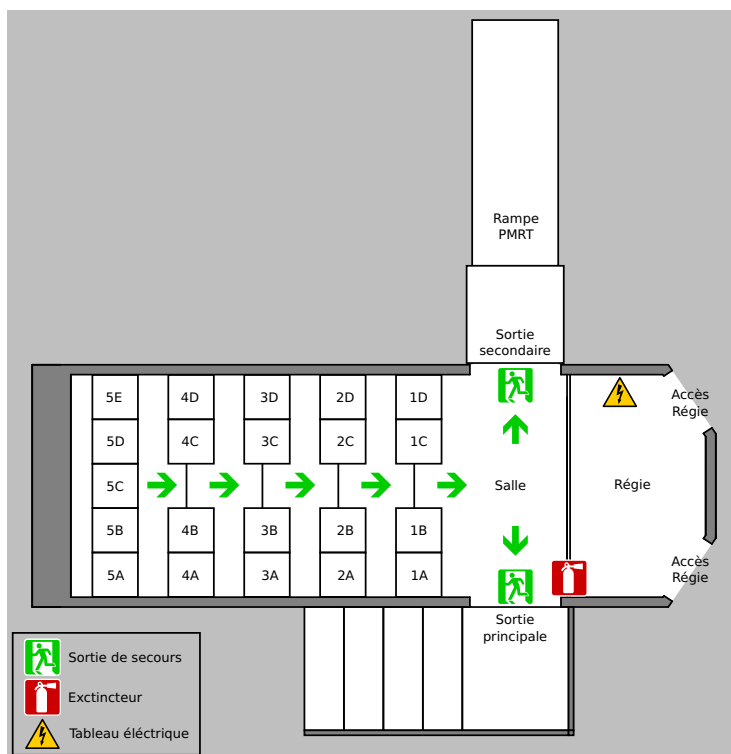 Rampe
PMRT
Sortie
secondaire
5E 4D 3D 2D 1D
Accès
Régie
5D 4C 3C 2C 1C
5C Salle Régie
5B 4B 3B 2B 1B
5A 4A 3A 2A 1A
Accès
Régie
Sortie
principale
Sortie de secours
Exctincteur
Tableau éléctrique